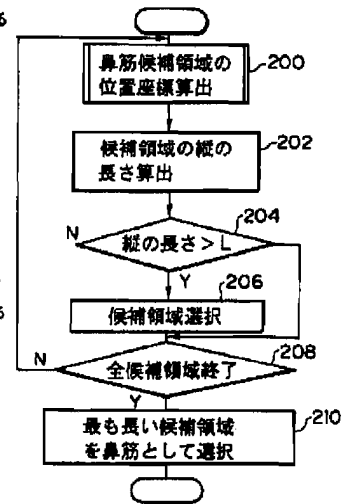 鼻筋候補領域の
位置座標算出
200
候補領域の縦の
長さ算出
202
204
N
縦の長さ>L
Y
206
候補領域選択
208
N
全候補領域終了
Y
210
最も長い候補領域
を鼻筋として選択